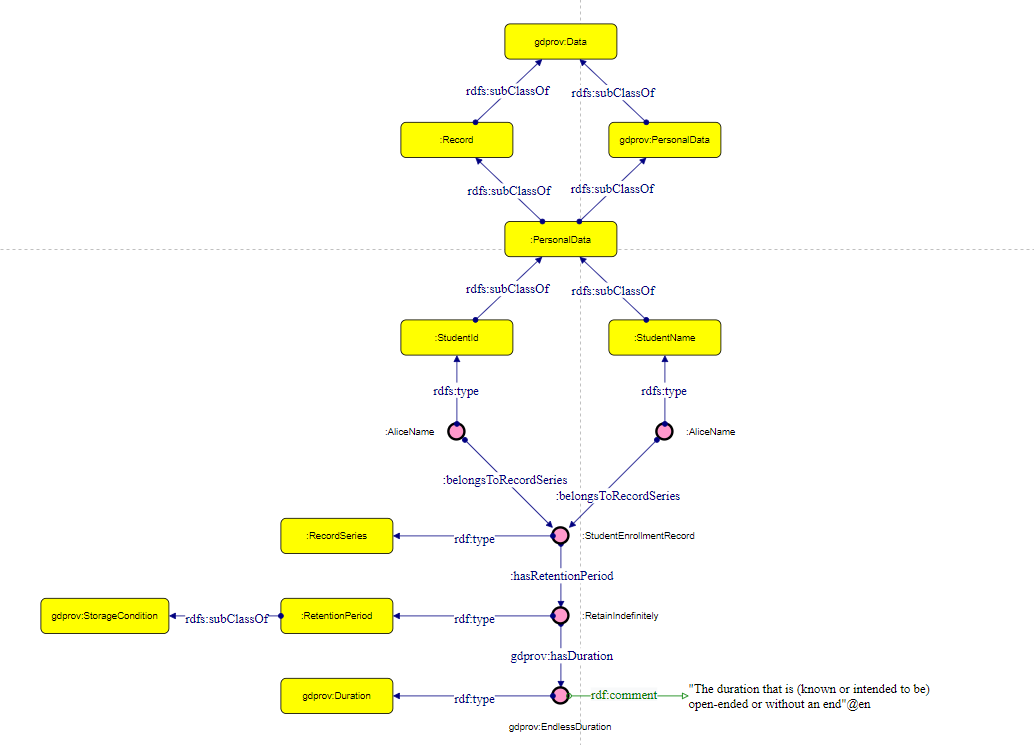 gdprov:Data
rdfs:subClassOf
rdfs:subClassOf
:Record
gdprov:PersonalData
rdfs:subClassOf
rdfs:subClassOf
:PersonalData
rdfs:subClassOf
rdfs:subClassOf
:StudentId
:StudentName
rdfs:type
rdfs:type
:AliceName
:AliceName
:belongsToRecordSeries
:belongsToRecordSeries
:RecordSeries
rdf:type
:StudentEnrollmentRecord
:hasRetentionPeriod
gdprov:StorageCondition
rdfs:subClassOf
:RetentionPeriod
rdf:type
:RetainIndefinitely
gdprov:hasDuration
gdprov:Duration
rdf:type
rdf:comment
"The duration that is (known or intended to be)
open-ended or without an end"@en
gdprov:EndlessDuration